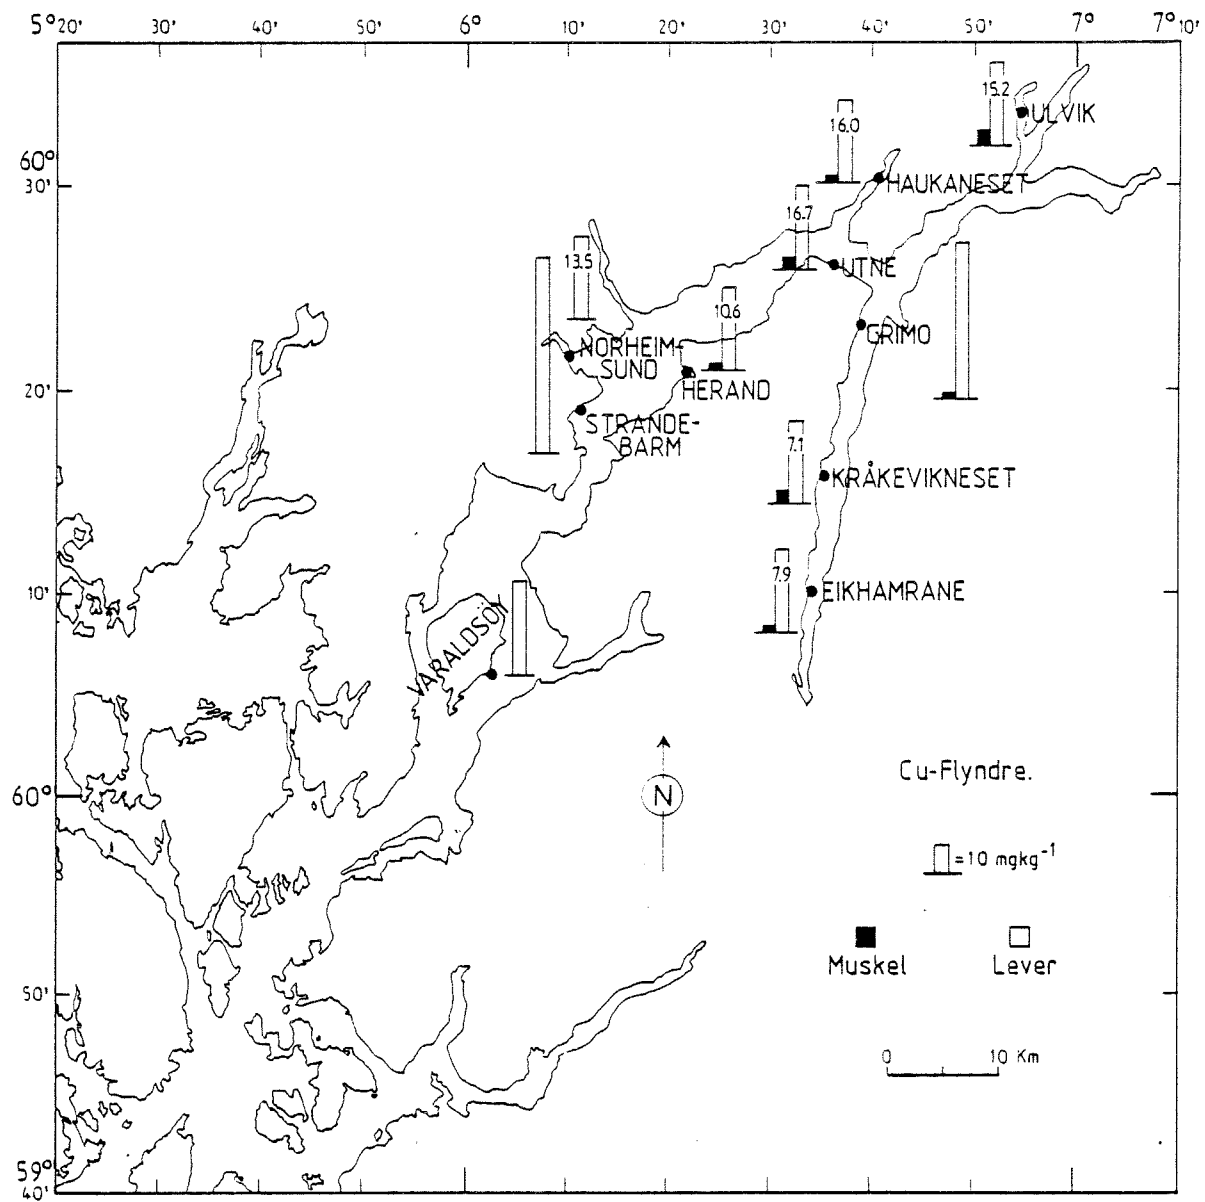 5° 20' 30' 40' 50' 6° 10' 20' 30' 40' 50' 7° 7° 10'
15.2
ULVIK
16.0
60°
30'
HAUKANESET
16.7
UTNE
13.5
10.6
GRIMO
NORHEIM-
SUND
HERAND
20'
STRANDE-
BARM
7.1
KRÅKEVIKNESET
7.9
10'
EIKHAMRANE
VARALDSÖY
Cu-Flyndre.
60°
N
=10 mgkg-1
Muskel
Lever
50'
0 10 Km
59°
40'